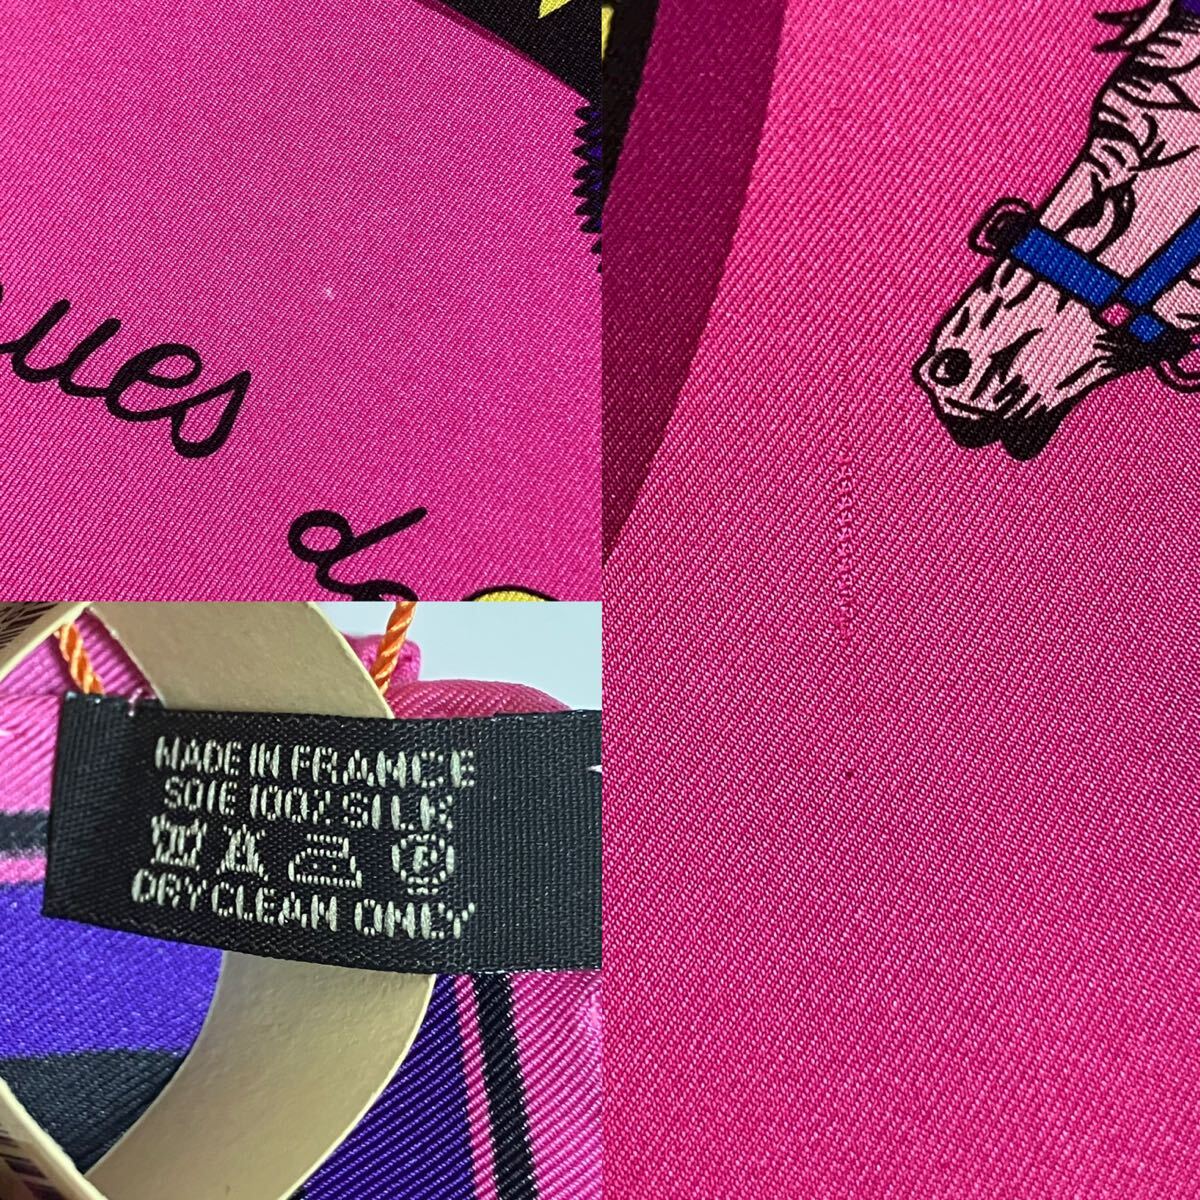 ues
MADE IN FRANCE
SOIE 100% SILK
DRY CLEAN ONLY